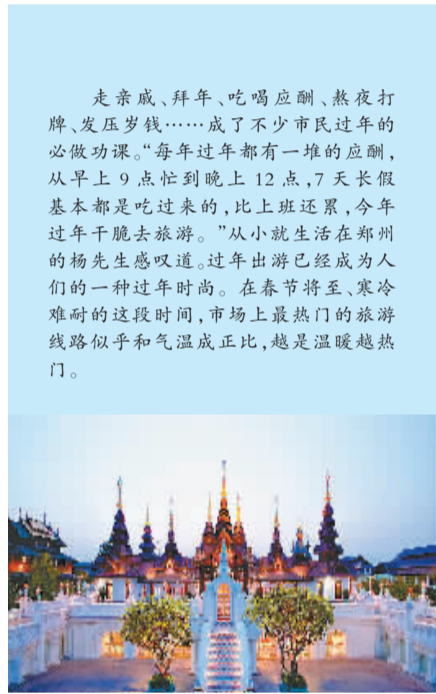 走亲戚、拜年、吃喝应酬、熬夜打
牌、发压岁钱……成了不少市民过年的
必做功课。“每年过年都有一堆的应酬，
从早上 9 点忙到晚上 12 点，7 天长假
基本都是吃过来的，比上班还累，今年
过年干脆去旅游。”从小就生活在郑州
的杨先生感叹道。过年出游已经成为人
们的一种过年时尚。在春节将至、寒冷
难耐的这段时间，市场上最热门的旅游
线路似乎和气温成正比，越是温暖越热
门。